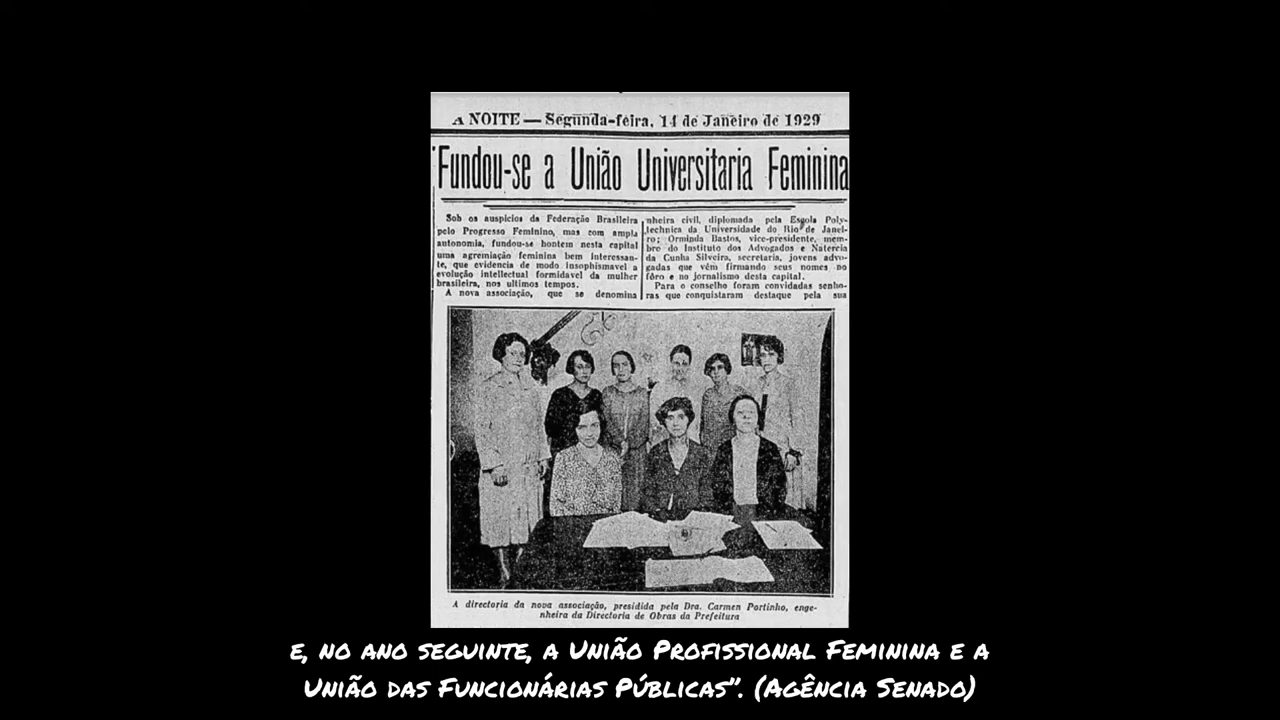 A NOITE — Segunda-feira, 14 de Janeiro de 1929
Fundou-se a União Universitaria Feminina
Sob os auspicios da Federação Brasileira
pelo Progresso Feminino, mas com ampla
autonomia, fundou-se hontem nesta capital
uma agremiação feminina bem interessan-
te, que evidencia de modo insophismavel a
evolução intellectual formidavel da mulher
brasileira, nos ultimos tempos.
A nova associação, que se denomina
nheira civil, diplomada pela Escola Poly-
technica da Universidade do Rio de Janei-
ro; Orminda Bastos, vice-presidente, mem-
bro do Instituto dos Advogados e Natercia
da Cunha Silveira, secretaria, jovens advo-
gadas que vêm firmando seus nomes no
fôro e no jornalismo desta capital.
Para o conselho foram convidadas senho-
ras que conquistaram destaque pela sua
A directoria da nova associação, presidida pela Dra. Carmen Portinho, enge-
nheira da Directoria de Obras da Prefeitura
e, no ano seguinte, a União Profissional Feminina e a
União das Funcionárias Públicas”. (Agência Senado)